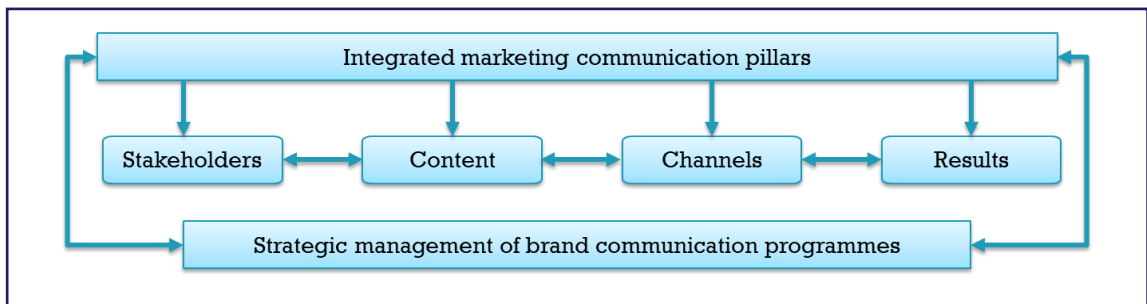 Integrated marketing communication pillars
Stakeholders
Content
Channels
Results
Strategic management of brand communication programmes